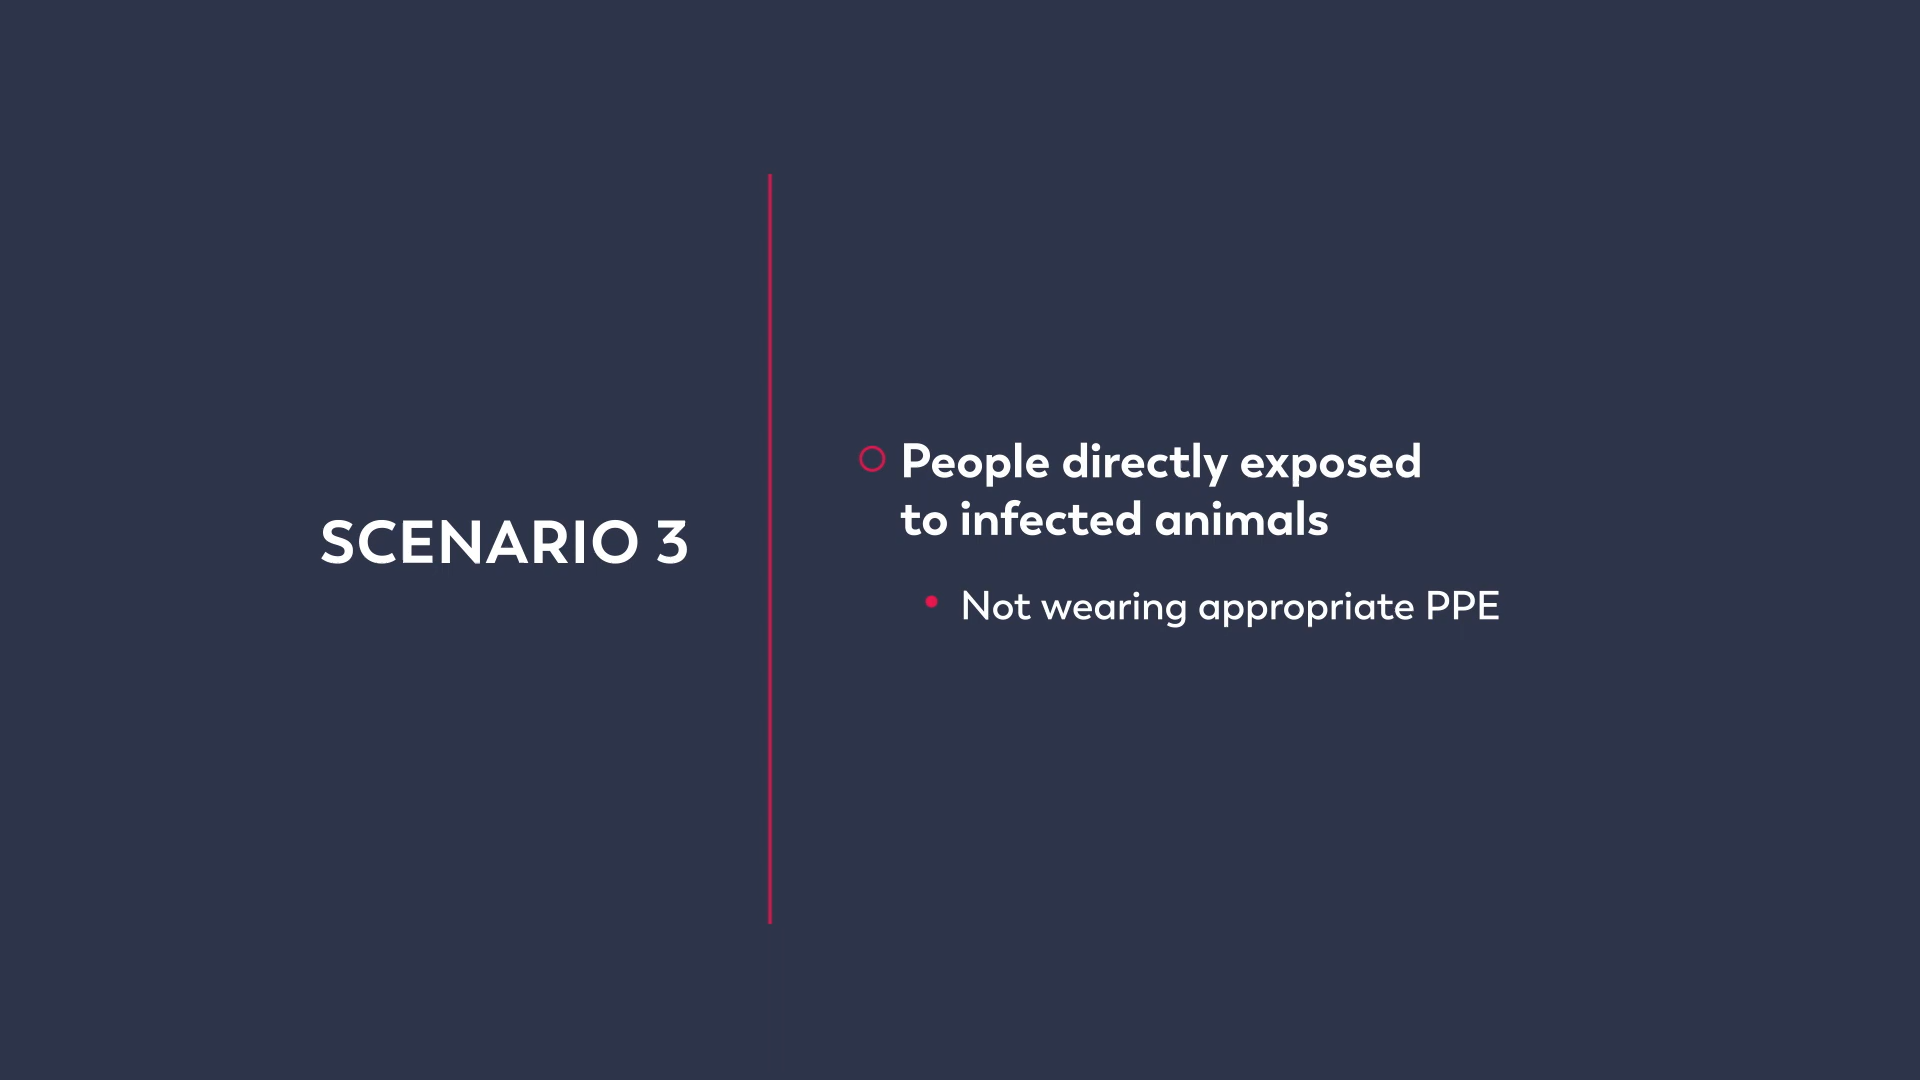 SCENARIO 3
People directly exposed
to infected animals
Not wearing appropriate PPE